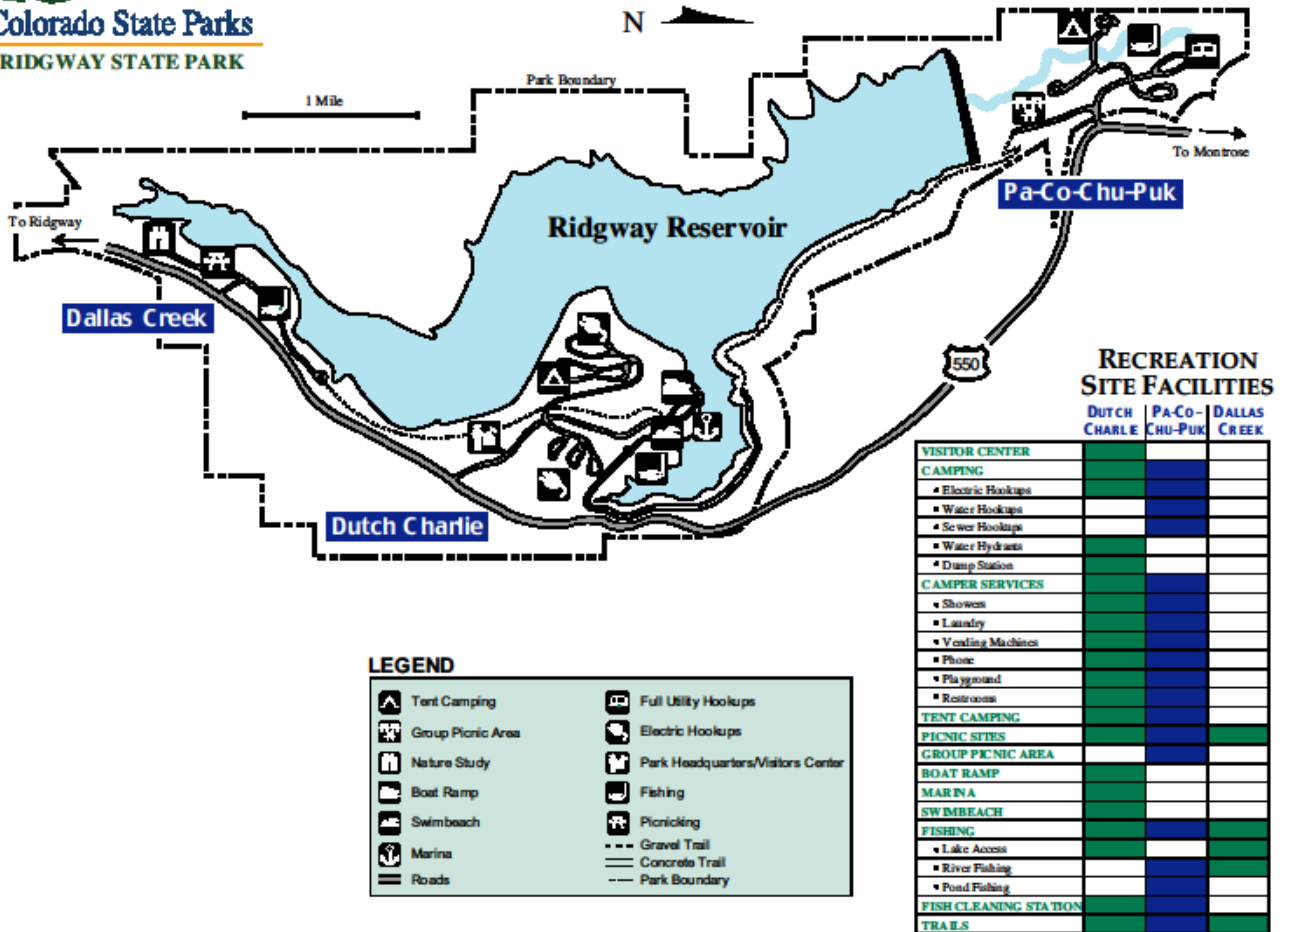 Colorado State Parks
RIDGWAY STATE PARK
N
1 Mile
Park Boundary
To Montrose
Pa-Co-Chu-Puk
To Ridgway
Ridgway Reservoir
Dallas Creek
550
Dutch Charlie
RECREATION
SITE FACILITIES
DUTCH CHARLIE
PA-CO-CHU-PUK
DALLAS CREEK
VISITOR CENTER
CAMPING
Electric Hookups
Water Hookups
Sewer Hookups
Water Hydrants
Dump Station
CAMPER SERVICES
Showers
Laundry
Vending Machines
Phone
Playground
Restrooms
TENT CAMPING
PICNIC SITES
GROUP PICNIC AREA
BOAT RAMP
MARINA
SWIMBEACH
FISHING
Lake Access
River Fishing
Pond Fishing
FISH CLEANING STATION
TRAILS
LEGEND
Tent Camping
Group Picnic Area
Nature Study
Boat Ramp
Swimbeach
Marina
Roads
Full Utility Hookups
Electric Hookups
Park Headquarters/Visitors Center
Fishing
Picnicking
Gravel Trail
Concrete Trail
Park Boundary